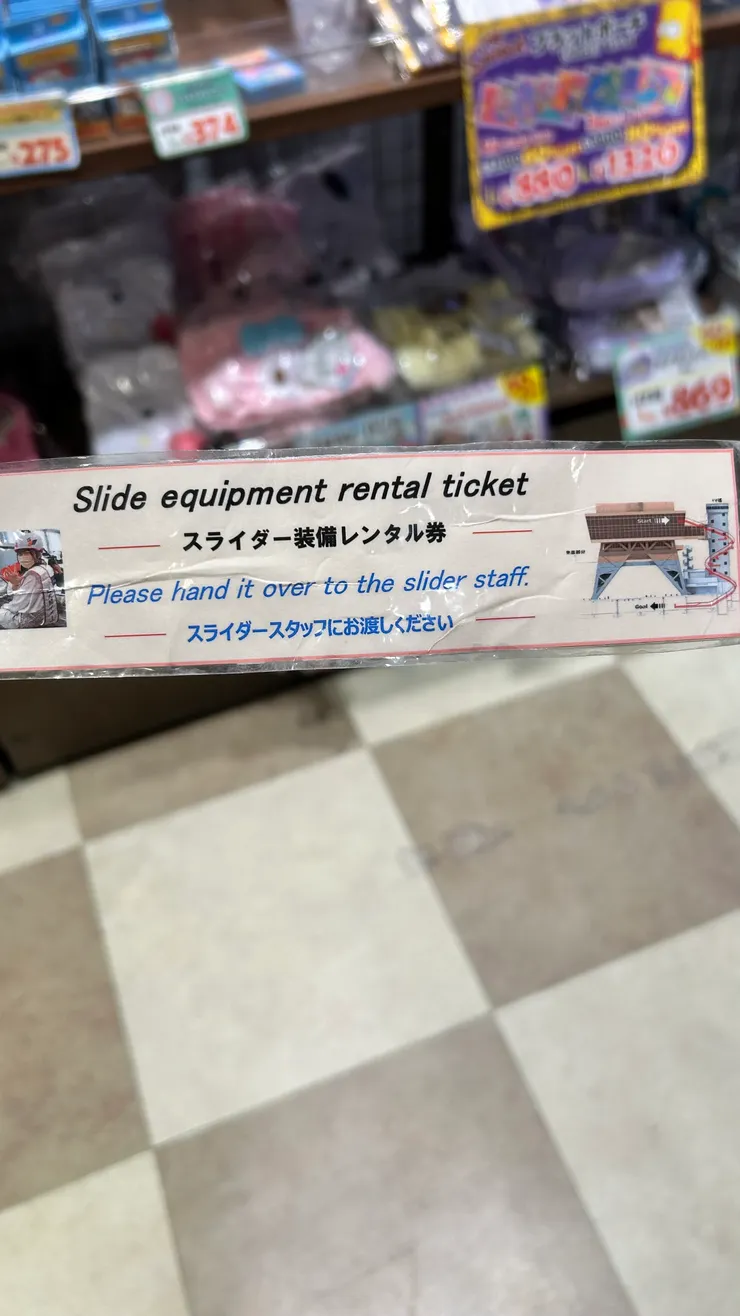 275
374
880
1320
869
Slide equipment rental ticket
スライダー装備レンタル券
Please hand it over to the slider staff.
スライダースタッフにお渡しください
Start
Goal